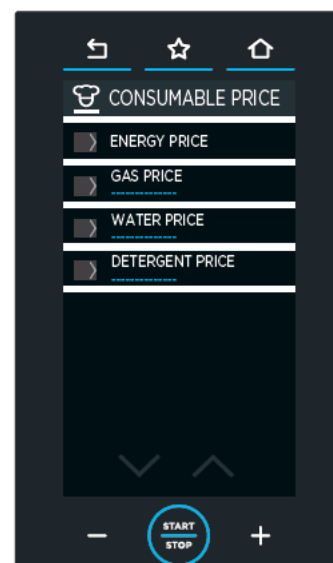 CONSUMABLE PRICE
ENERGY PRICE
GAS PRICE
------------
WATER PRICE
------------
DETERGENT PRICE
------------
START
STOP